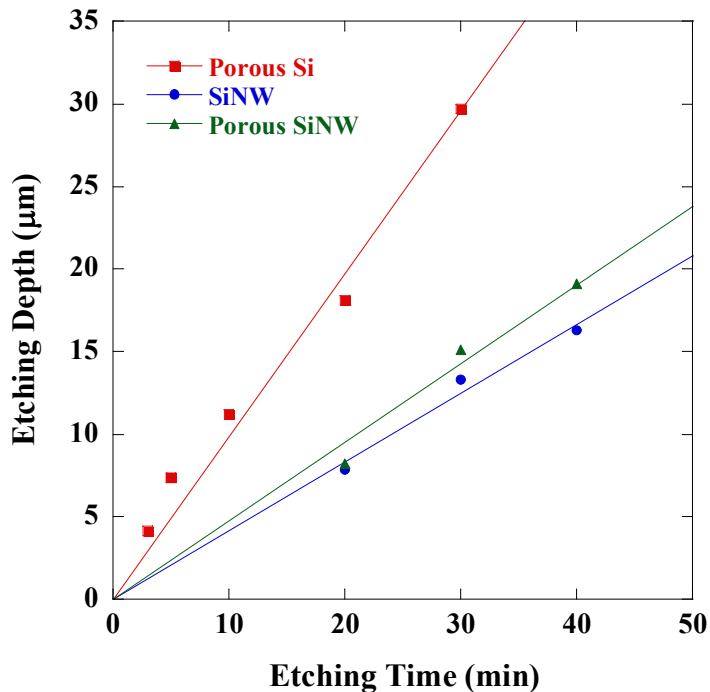 35
30
25
20
15
10
5
0
Etching Depth (μm)
Porous Si
SiNW
Porous SiNW
0 10 20 30 40 50
Etching Time (min)